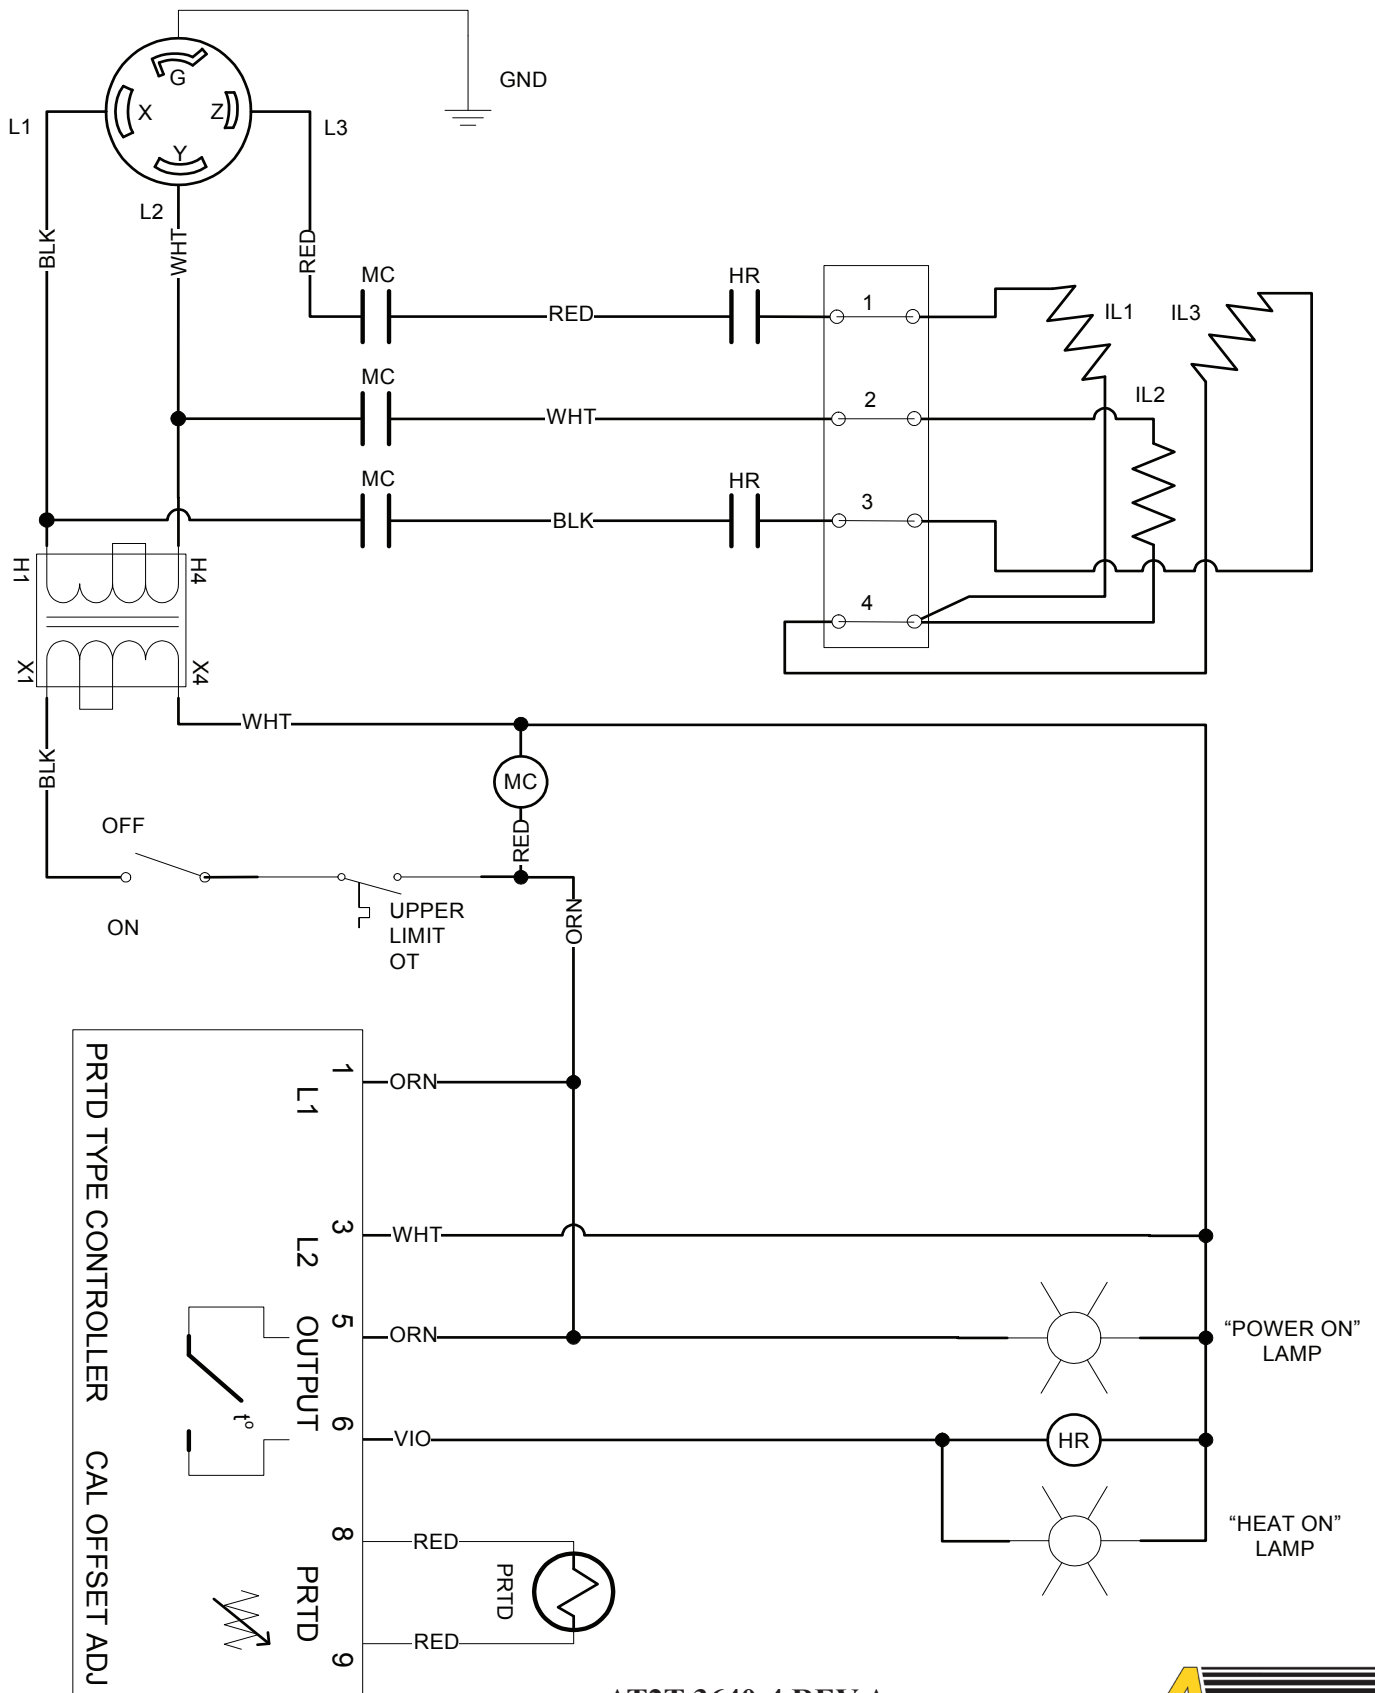 GND
G
X
Z
Y
L1
L3
L2
BLK
WHT
RED
MC
RED
HR
1
IL1
IL3
MC
WHT
2
IL2
MC
BLK
HR
3
4
H1
H4
X1
X4
WHT
BLK
MC
RED
OFF
ON
UPPER
LIMIT
OT
ORN
PRTD TYPE CONTROLLER
CAL OFFSET ADJ
1
L1
ORN
3
L2
WHT
5
OUTPUT
ORN
"POWER ON"
LAMP
tº
6
VIO
HR
"HEAT ON"
LAMP
8
RED
PRTD
PRTD
9
RED